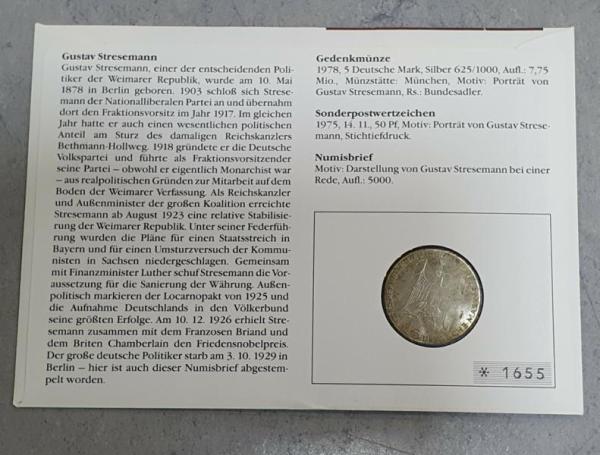 Gustav Stresemann
Gustav Stresemann, einer der entscheidenden Poli-
tiker der Weimarer Republik, wurde am 10. Mai
1878 in Berlin geboren. 1903 schloß sich Strese-
mann der Nationalliberalen Partei an und übernahm
dort den Fraktionsvorsitz im Jahr 1917. Im gleichen
Jahr hatte er auch einen wesentlichen politischen
Anteil am Sturz des damaligen Reichskanzlers
Bethmann-Hollweg. 1918 gründete er die Deutsche
Volkspartei und führte als Fraktionsvorsitzender
seine Partei – obwohl er eigentlich Monarchist war
– aus realpolitischen Gründen zur Mitarbeit auf dem
Boden der Weimarer Verfassung. Als Reichskanzler
und Außenminister der großen Koalition erreichte
Stresemann ab August 1923 eine relative Stabilisie-
rung der Weimarer Republik. Unter seiner Federfüh-
rung wurden die Pläne für einen Staatsstreich in
Bayern und für einen Umsturzversuch der Kommu-
nisten in Sachsen niedergeschlagen. Gemeinsam
mit Finanzminister Luther schuf Stresemann die Vor-
aussetzung für die Sanierung der Währung. Außen-
politisch markieren der Locarnopakt von 1925 und
die Aufnahme Deutschlands in den Völkerbund
seine größten Erfolge. Am 10. 12. 1926 erhielt Stre-
semann zusammen mit dem Franzosen Briand und
dem Briten Chamberlain den Friedensnobelpreis.
Der große deutsche Politiker starb am 3. 10. 1929 in
Berlin – hier ist auch dieser Numisbrief abgestem-
pelt worden.
Gedenkmünze
1978, 5 Deutsche Mark, Silber 625/1000, Aufl.: 7,75
Mio., Münzstätte: München, Motiv: Porträt von
Gustav Stresemann, Rs.: Bundesadler.
Sonderpostwertzeichen
1975, 14. 11., 50 Pf, Motiv: Porträt von Gustav Strese-
mann, Stichtiefdruck.
Numisbrief
Motiv: Darstellung von Gustav Stresemann bei einer
Rede, Aufl.: 5000.
* 1655